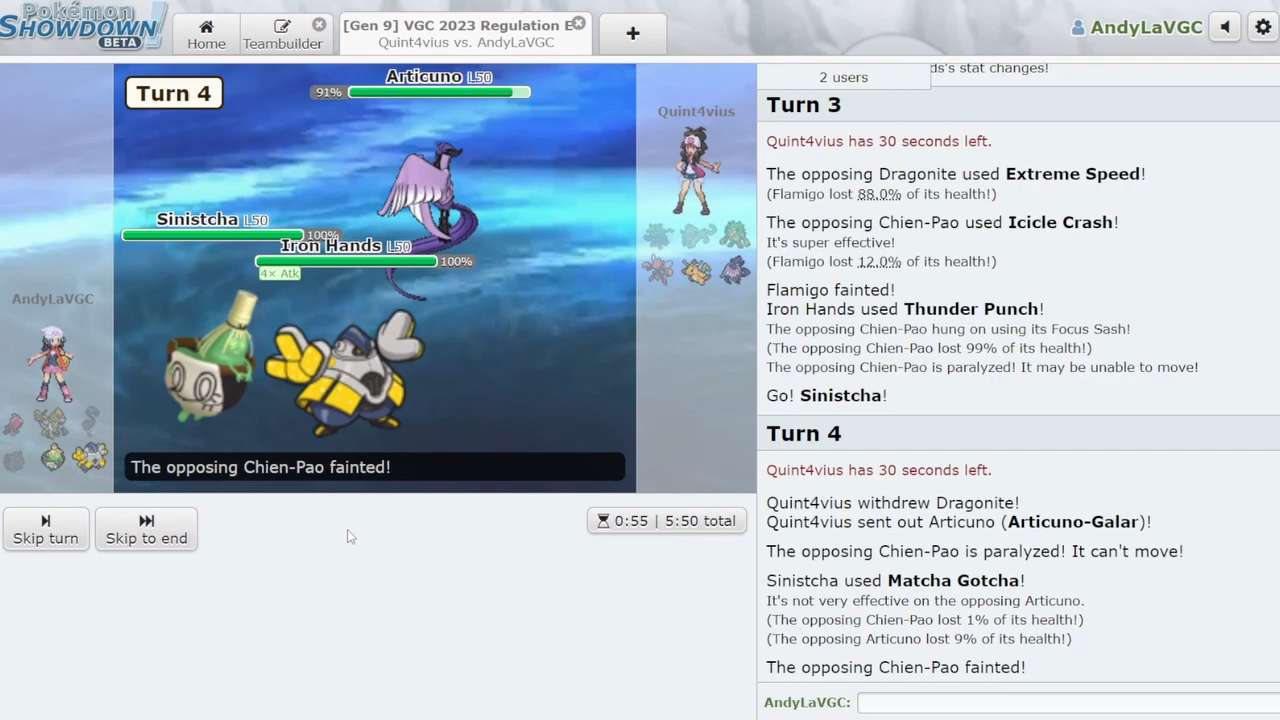 Pokémon
SHOWDOWN!
BETA
Home
Teambuilder
[Gen 9] VGC 2023 Regulation E
Quint4vius vs. AndyLaVGC
+
AndyLaVGC
Turn 4
Articuno L50
91%
Sinistcha L50
100%
Iron Hands L50
100%
4× Atk
AndyLaVGC
Quint4vius
The opposing Chien-Pao fainted!
Skip turn
Skip to end
0:55 | 5:50 total
2 users
ds's stat changes!
Turn 3
Quint4vius has 30 seconds left.
The opposing Dragonite used Extreme Speed!
(Flamigo lost 88.0% of its health!)
The opposing Chien-Pao used Icicle Crash!
It's super effective!
(Flamigo lost 12.0% of its health!)
Flamigo fainted!
Iron Hands used Thunder Punch!
The opposing Chien-Pao hung on using its Focus Sash!
(The opposing Chien-Pao lost 99% of its health!)
The opposing Chien-Pao is paralyzed! It may be unable to move!
Go! Sinistcha!
Turn 4
Quint4vius has 30 seconds left.
Quint4vius withdrew Dragonite!
Quint4vius sent out Articuno (Articuno-Galar)!
The opposing Chien-Pao is paralyzed! It can't move!
Sinistcha used Matcha Gotcha!
It's not very effective on the opposing Articuno.
(The opposing Chien-Pao lost 1% of its health!)
(The opposing Articuno lost 9% of its health!)
The opposing Chien-Pao fainted!
AndyLaVGC: